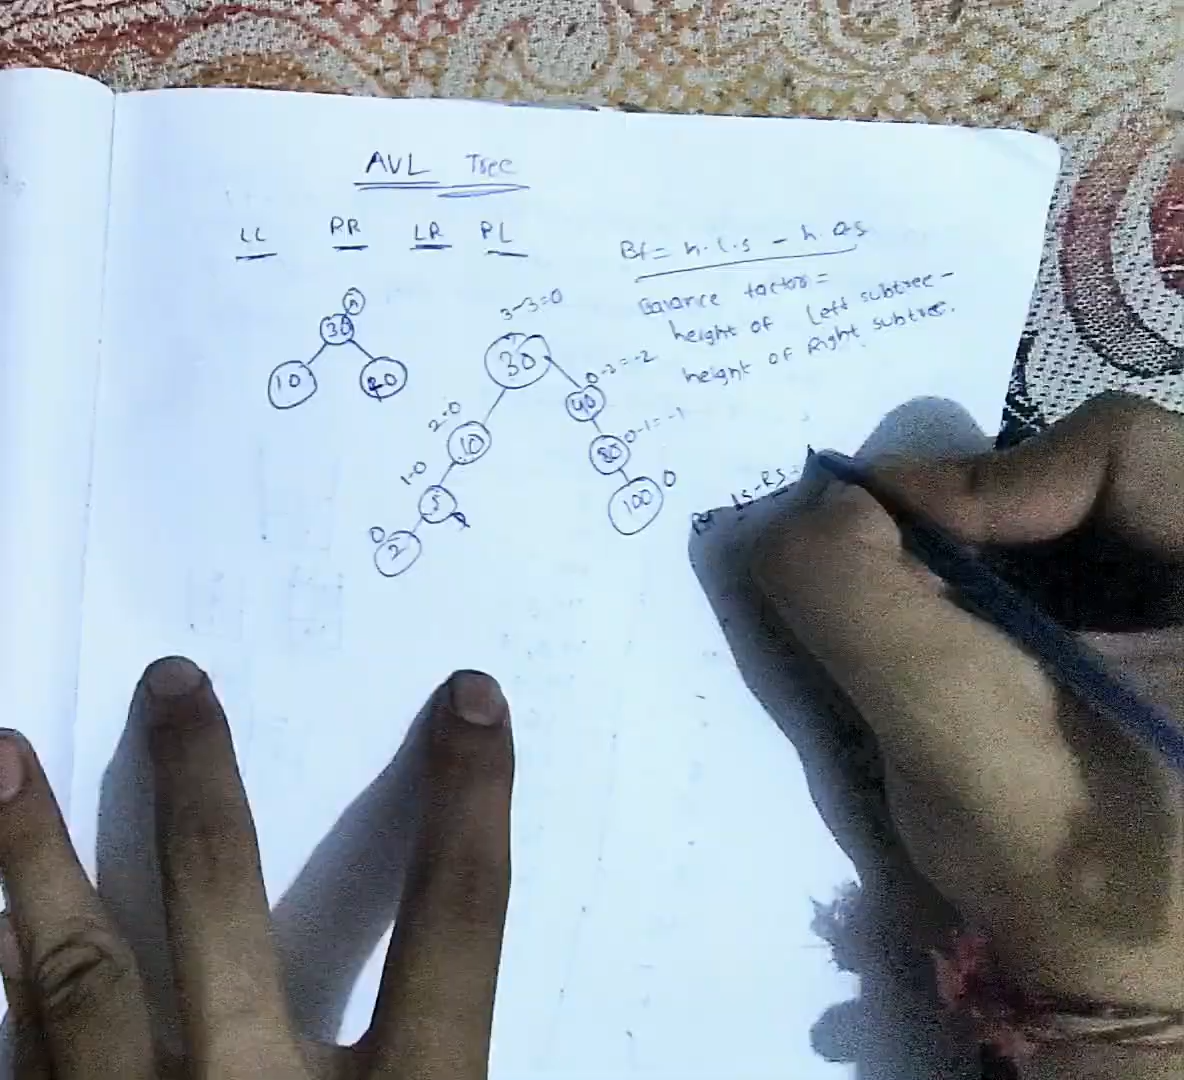 AVL Tree
LL RR LR RL
Bf = h.l.s - h.r.s
Balance factor =
height of left subtree -
height of Right subtree.
3-3=0
30
30
10
40
0-2=-2
40
2-0
10
0-1=-1
80
1-0
5
100 0
0
2
Bf LS-RS=